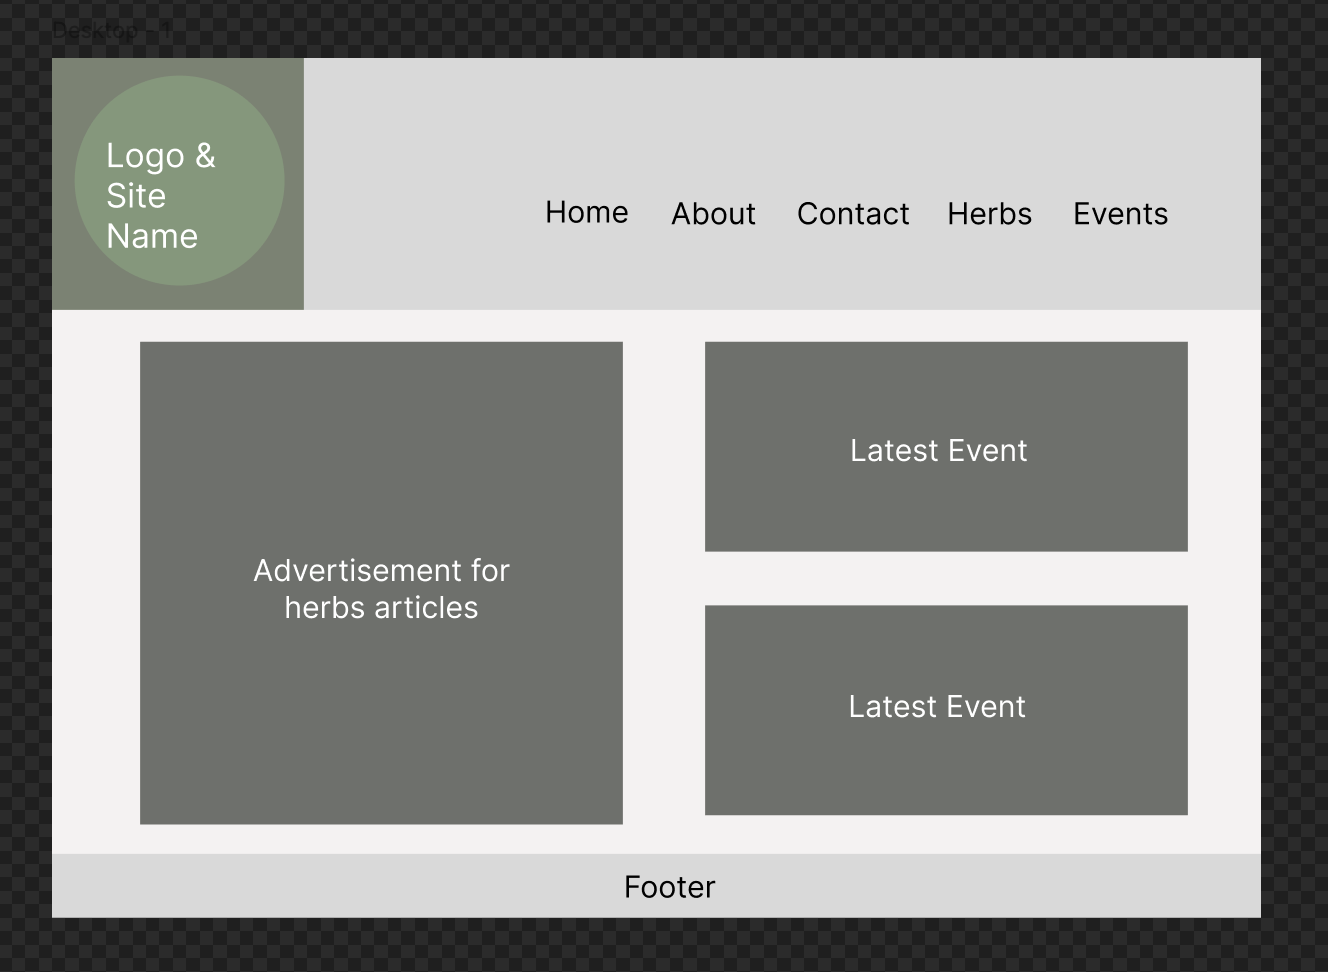 Desktop - 1
Logo &
Site
Name
Home About Contact Herbs Events
Latest Event
Advertisement for
herbs articles
Latest Event
Footer